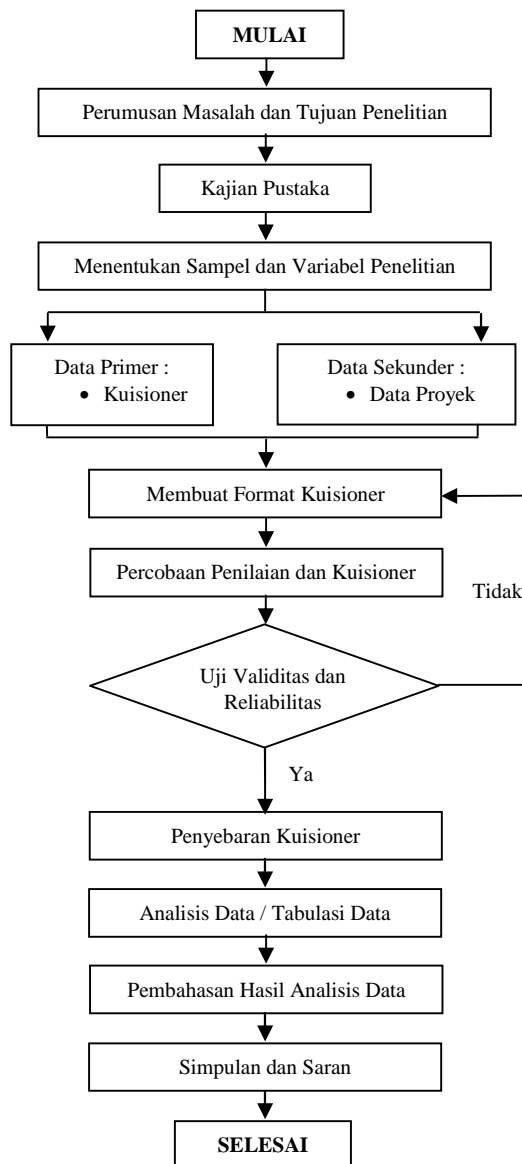 MULAI
Perumusan Masalah dan Tujuan Penelitian
Kajian Pustaka
Menentukan Sampel dan Variabel Penelitian
Data Primer :
• Kuisioner
Data Sekunder :
• Data Proyek
Membuat Format Kuisioner
Percobaan Penilaian dan Kuisioner
Tidak
Uji Validitas dan
Reliabilitas
Ya
Penyebaran Kuisioner
Analisis Data / Tabulasi Data
Pembahasan Hasil Analisis Data
Simpulan dan Saran
SELESAI